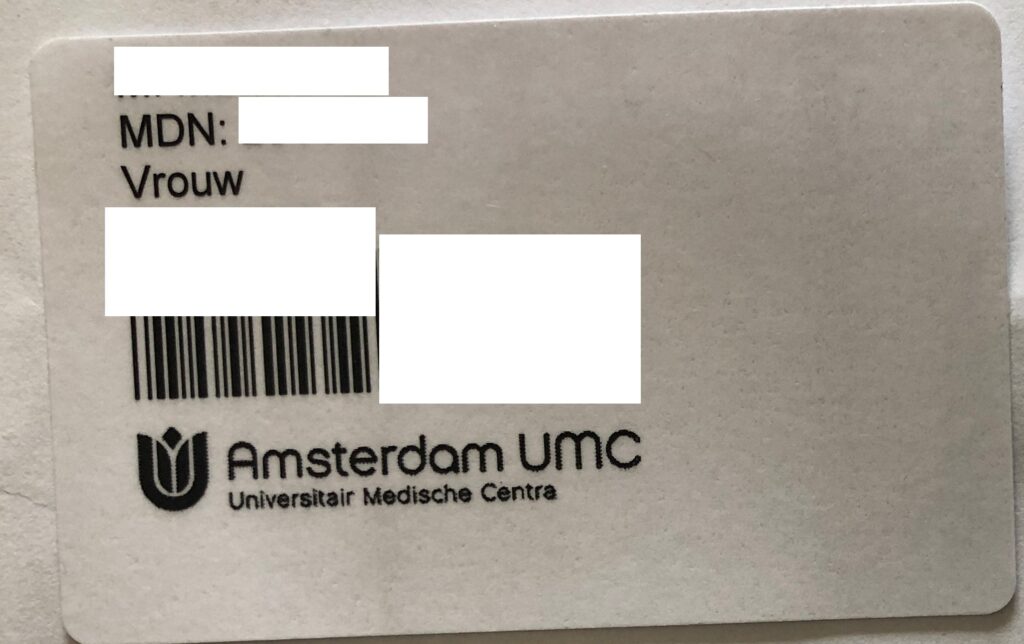 MDN:
Vrouw
Amsterdam UMC
Universitair Medische Centra